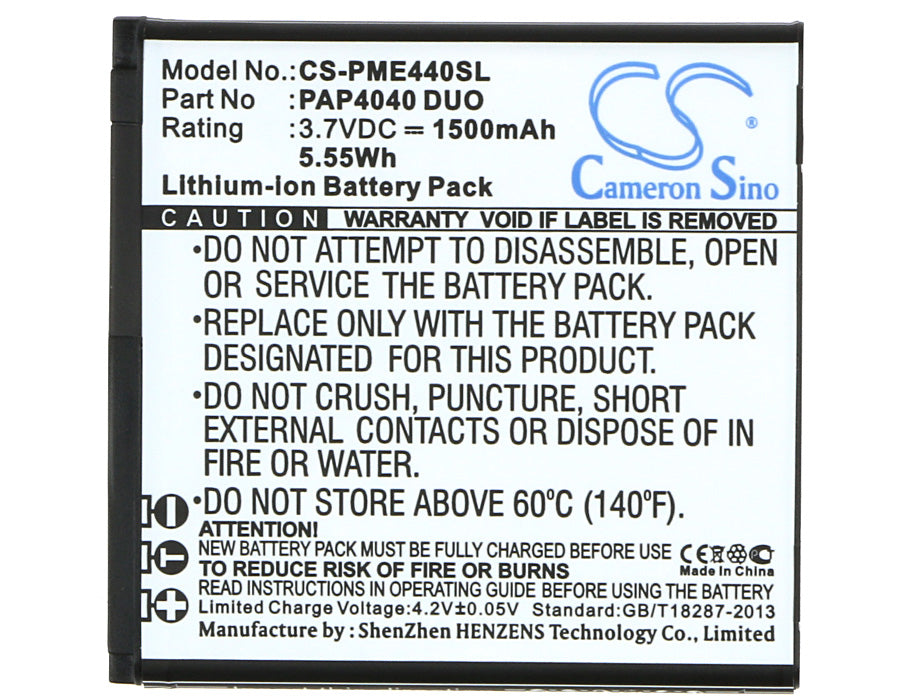 Model No.:CS-PME440SL
Part No :PAP4040 DUO
Rating :3.7VDC ⎓ 1500mAh
5.55Wh
Lithium-ion Battery Pack
CS ®
Cameron Sino
CAUTION WARRANTY VOID IF LABEL IS REMOVED
•DO NOT ATTEMPT TO DISASSEMBLE, OPEN
OR SERVICE THE BATTERY PACK.
•REPLACE ONLY WITH THE BATTERY PACK
DESIGNATED FOR THIS PRODUCT.
•DO NOT CRUSH, PUNCTURE, SHORT
EXTERNAL CONTACTS OR DISPOSE OF IN
FIRE OR WATER.
•DO NOT STORE ABOVE 60°C (140°F).
ATTENTION!
NEW BATTERY PACK MUST BE FULLY CHARGED BEFORE USE
TO REDUCE RISK OF FIRE OR BURNS
CE
Made In China
READ INSTRUCTIONS IN OPERATING GUIDE BEFORE USING THE BATTERY
Limited Charge Voltage:4.2V±0.05V Standard:GB/T18287-2013
Manufacture by : ShenZhen HENZENS Technology Co., Limited